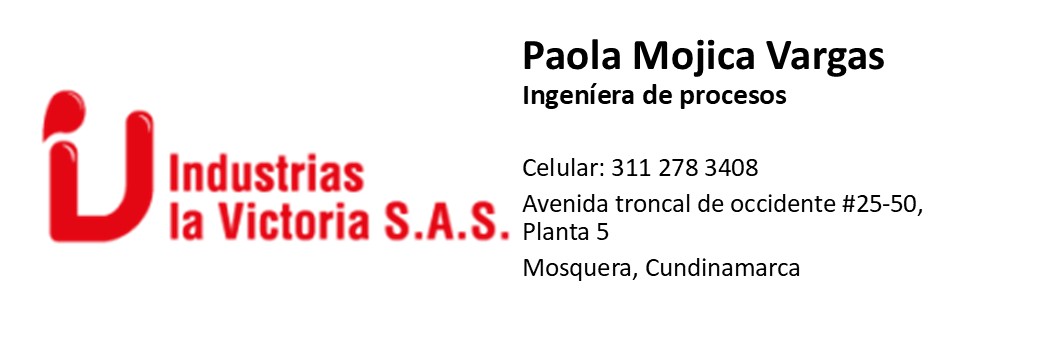 Industrias
la Victoria S.A.S.
Paola Mojica Vargas
Ingeníera de procesos
Celular: 311 278 3408
Avenida troncal de occidente #25-50,
Planta 5
Mosquera, Cundinamarca